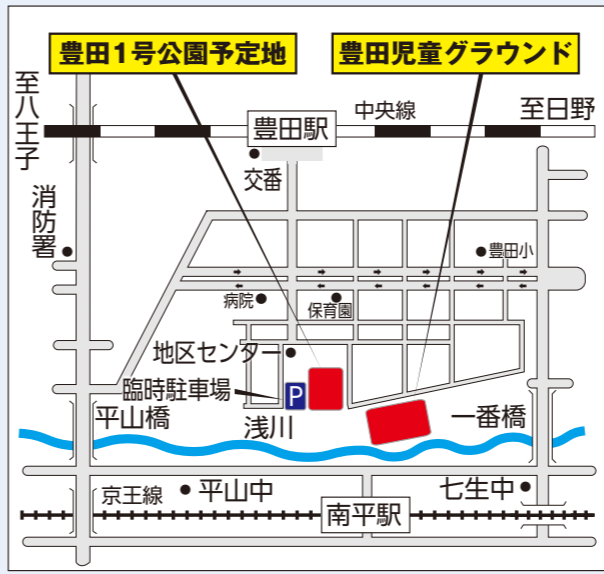 豊田1号公園予定地
豊田児童グラウンド
至八王子
中央線
至日野
豊田駅
交番
消防署
豊田小
病院
保育園
地区センター
臨時駐車場
P
平山橋
浅川
一番橋
京王線
平山中
七生中
南平駅